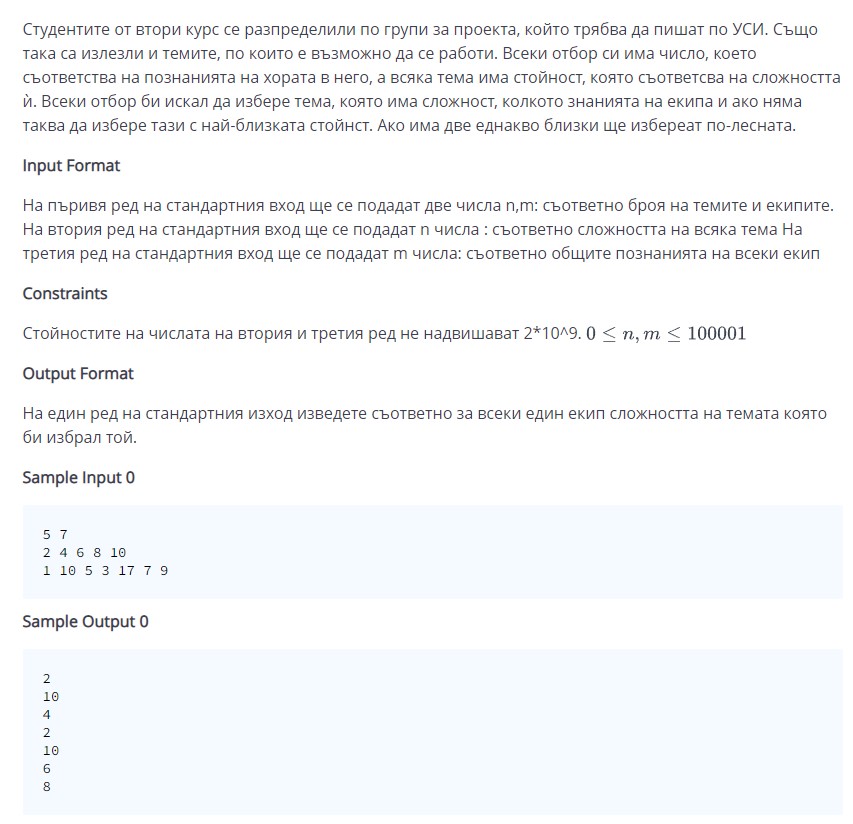 Студентите от втори курс се разпределили по групи за проекта, който трябва да пишат по УСИ. Също
така са излезли и темите, по които е възможно да се работи. Всеки отбор си има число, което
съответства на познанията на хората в него, а всяка тема има стойност, която съответсва на сложността
ѝ. Всеки отбор би искал да избере тема, която има сложност, колкото знанията на екипа и ако няма
таква да избере тази с най-близката стойнст. Ако има две еднакво близки ще избереат по-лесната.
Input Format
На пъривя ред на стандартния вход ще се подадат две числа n,m: съответно броя на темите и екипите.
На втория ред на стандартния вход ще се подадат n числа : съответно сложността на всяка тема На
третия ред на стандартния вход ще се подадат m числа: съответно общите познанията на всеки екип
Constraints
Стойностите на числата на втория и третия ред не надвишават 2*10^9. 0 ≤ n, m ≤ 100001
Output Format
На един ред на стандартния изход изведете съответно за всеки един екип сложността на темата която
би избрал той.
Sample Input 0
5 7
2 4 6 8 10
1 10 5 3 17 7 9
Sample Output 0
2
10
4
2
10
6
8